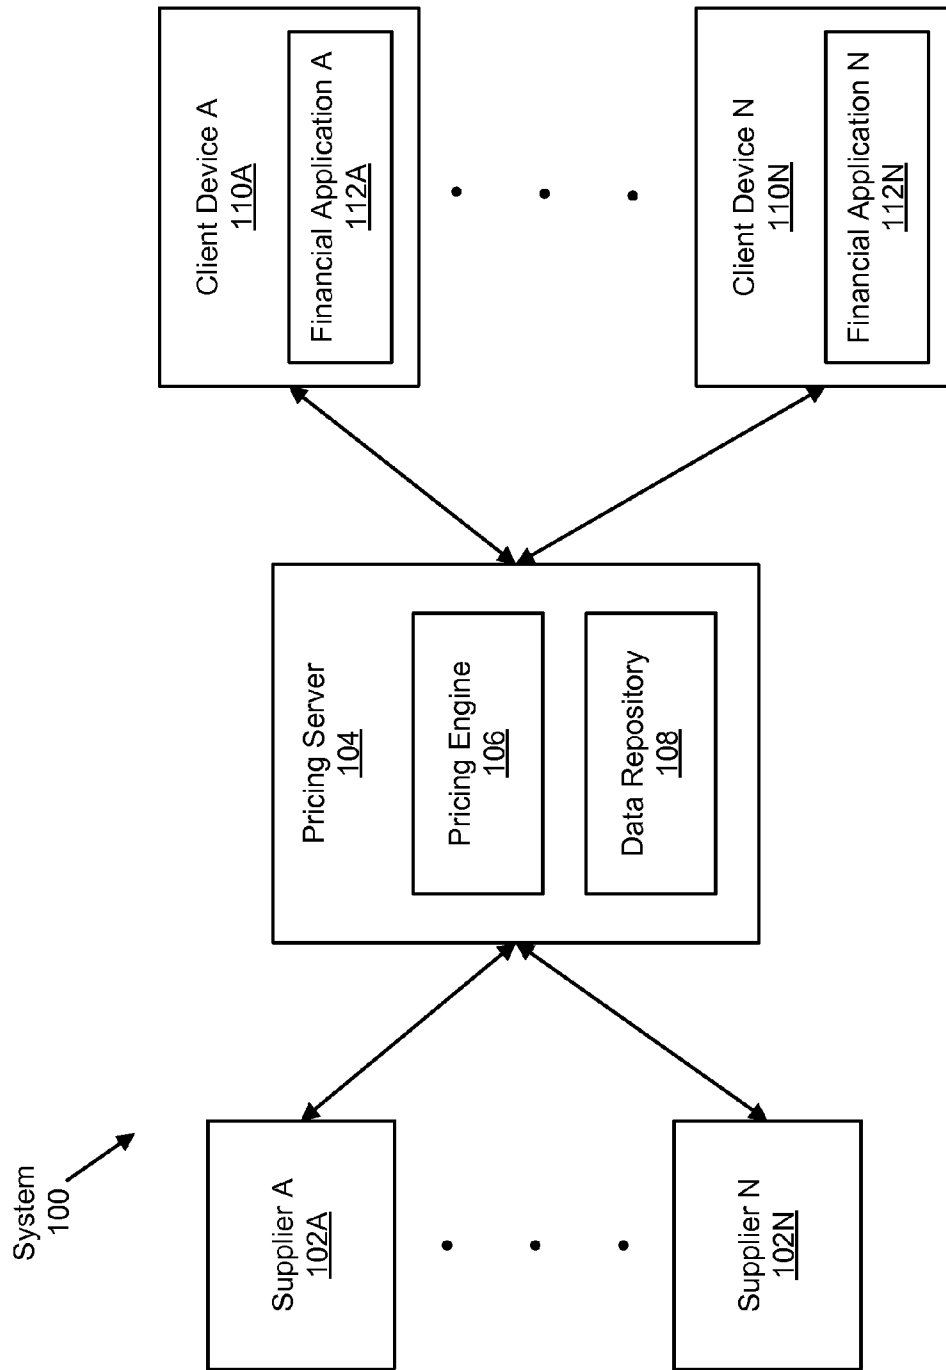 System
100
Supplier A
102A
Supplier N
102N
Pricing Server
104
Pricing Engine
106
Data Repository
108
Client Device A
110A
Financial Application A
112A
Client Device N
110N
Financial Application N
112N